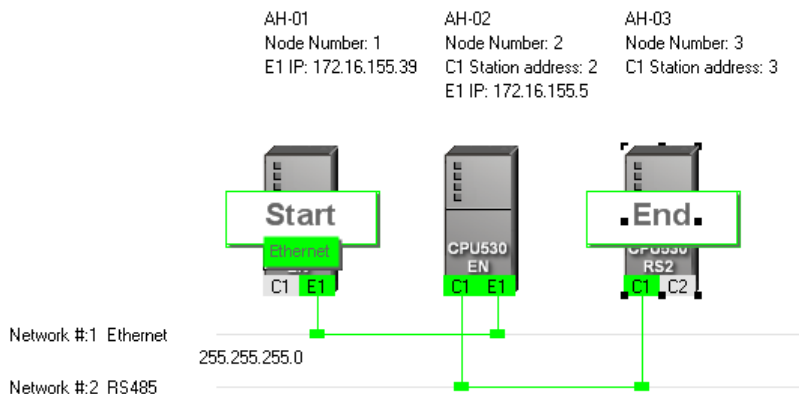 AH-01
Node Number: 1
E1 IP: 172.16.155.39
AH-02
Node Number: 2
C1 Station address: 2
E1 IP: 172.16.155.5
AH-03
Node Number: 3
C1 Station address: 3
Start
Ethernet
C1 E1
CPU530
EN
C1 E1
End
CPU530
RS2
C1 C2
Network #:1 Ethernet
255.255.255.0
Network #:2 RS485